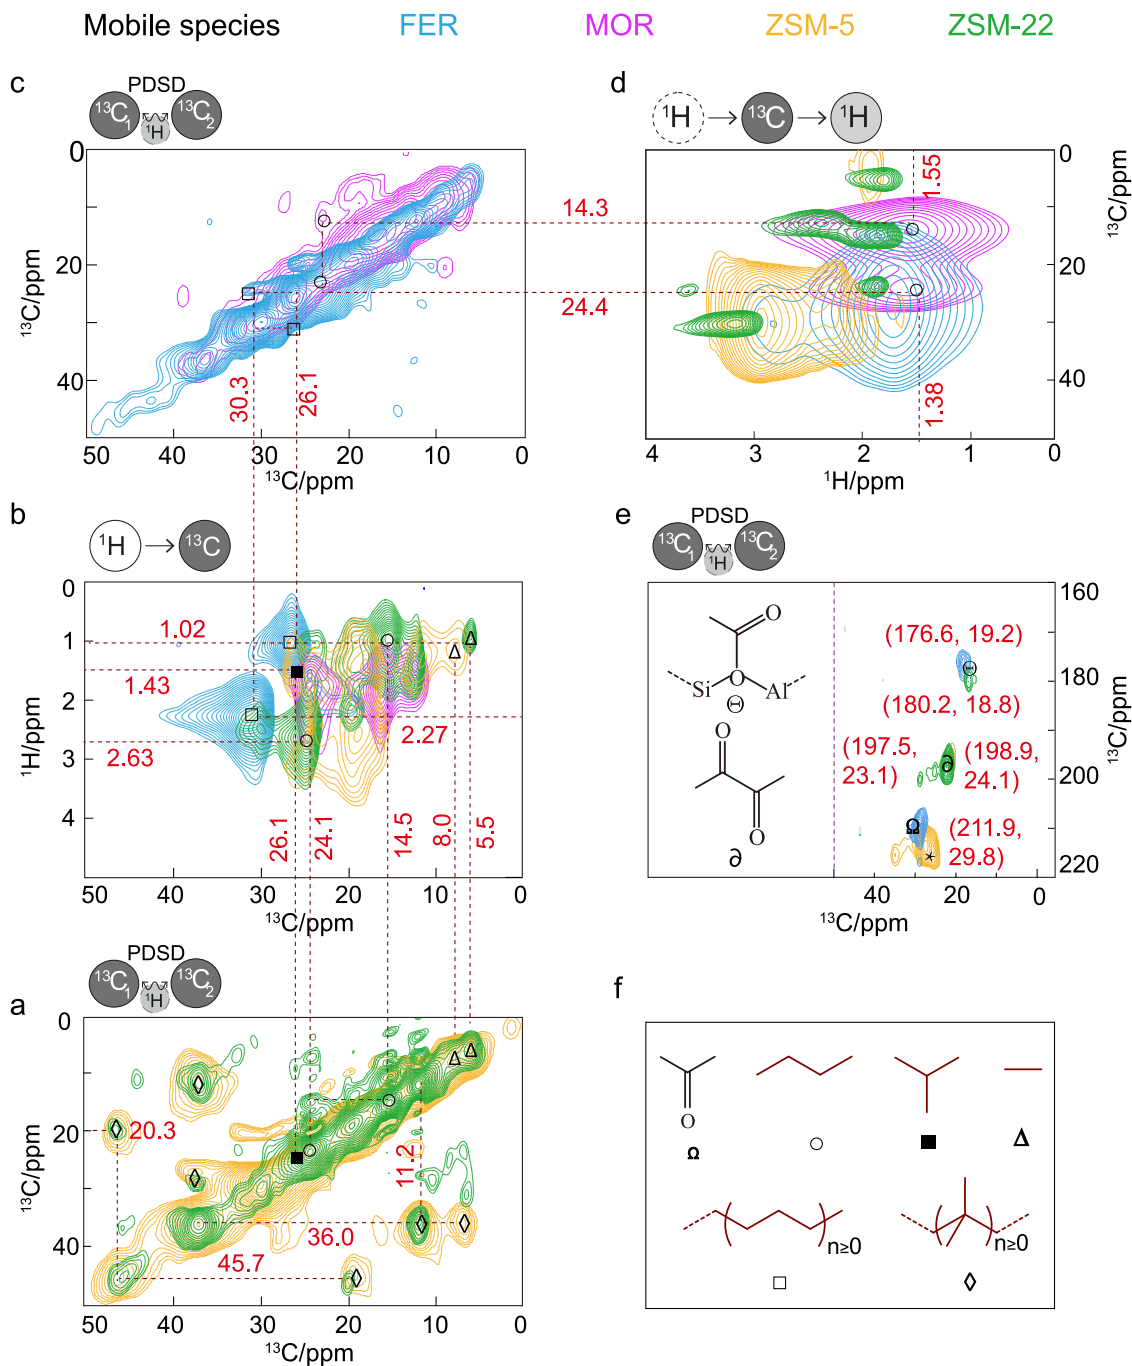 Mobile species FER MOR ZSM-5 ZSM-22
c
PDSD
¹³C₁ ¹H ¹³C₂
0
20
40
¹³C/ppm
50 40 30 20 10 0
¹³C/ppm
30.3
26.1
14.3
24.4
d
¹H → ¹³C → ¹H
1.55
1.38
0
20
40
¹³C/ppm
4 3 2 1 0
¹H/ppm
b
¹H → ¹³C
0
1
2
3
4
¹H/ppm
1.02
1.43
2.63
2.27
26.1
24.1
14.5
8.0
5.5
30 20 10 0
¹³C/ppm
e
PDSD
¹³C₁ ¹H ¹³C₂
O
O
Si Al
Θ
O
O
∂
(176.6, 19.2)
Θ
(180.2, 18.8)
(197.5,
23.1)
∂
(198.9,
24.1)
Ω
(211.9,
29.8)
160
180
200
220
¹³C/ppm
40 20 0
¹³C/ppm
a
PDSD
¹³C₁ ¹H ¹³C₂
0
20
40
¹³C/ppm
20.3
11.2
36.0
45.7
50 40 30 20 10 0
¹³C/ppm
f
O
Ω
Δ
n≥0
n≥0